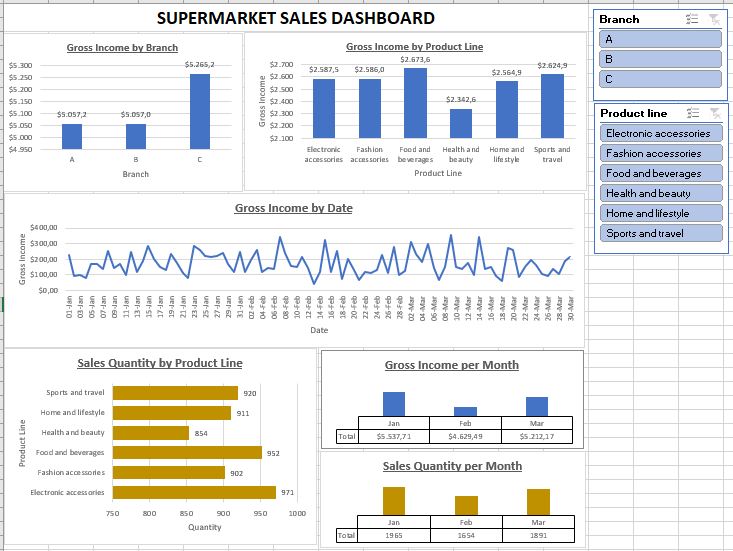 SUPERMARKET SALES DASHBOARD
Gross Income by Branch
$5.300
$5.250
$5.200
$5.150
$5.100
$5.050
$5.000
$4.950
$5.057,2
$5.057,0
$5.265,2
A B C
Branch
Gross Income by Product Line
Gross Income
$2.700
$2.600
$2.500
$2.400
$2.300
$2.200
$2.100
$2.587,5
$2.586,0
$2.673,6
$2.342,6
$2.564,9
$2.624,9
Electronic accessories
Fashion accessories
Food and beverages
Health and beauty
Home and lifestyle
Sports and travel
Product Line
Branch
A
B
C
Product line
Electronic accessories
Fashion accessories
Food and beverages
Health and beauty
Home and lifestyle
Sports and travel
Gross Income by Date
Gross Income
$400,00
$300,00
$200,00
$100,00
$0,00
01-Jan
03-Jan
05-Jan
07-Jan
09-Jan
11-Jan
13-Jan
15-Jan
17-Jan
19-Jan
21-Jan
23-Jan
25-Jan
27-Jan
29-Jan
31-Jan
02-Feb
04-Feb
06-Feb
08-Feb
10-Feb
12-Feb
14-Feb
16-Feb
18-Feb
20-Feb
22-Feb
24-Feb
26-Feb
28-Feb
02-Mar
04-Mar
06-Mar
08-Mar
10-Mar
12-Mar
14-Mar
16-Mar
18-Mar
20-Mar
22-Mar
24-Mar
26-Mar
28-Mar
30-Mar
Date
Sales Quantity by Product Line
Product Line
Sports and travel 920
Home and lifestyle 911
Health and beauty 854
Food and beverages 952
Fashion accessories 902
Electronic accessories 971
750 800 850 900 950 1000
Quantity
Gross Income per Month
Jan Feb Mar
Total $5.537,71 $4.629,49 $5.212,17
Sales Quantity per Month
Jan Feb Mar
Total 1965 1654 1891